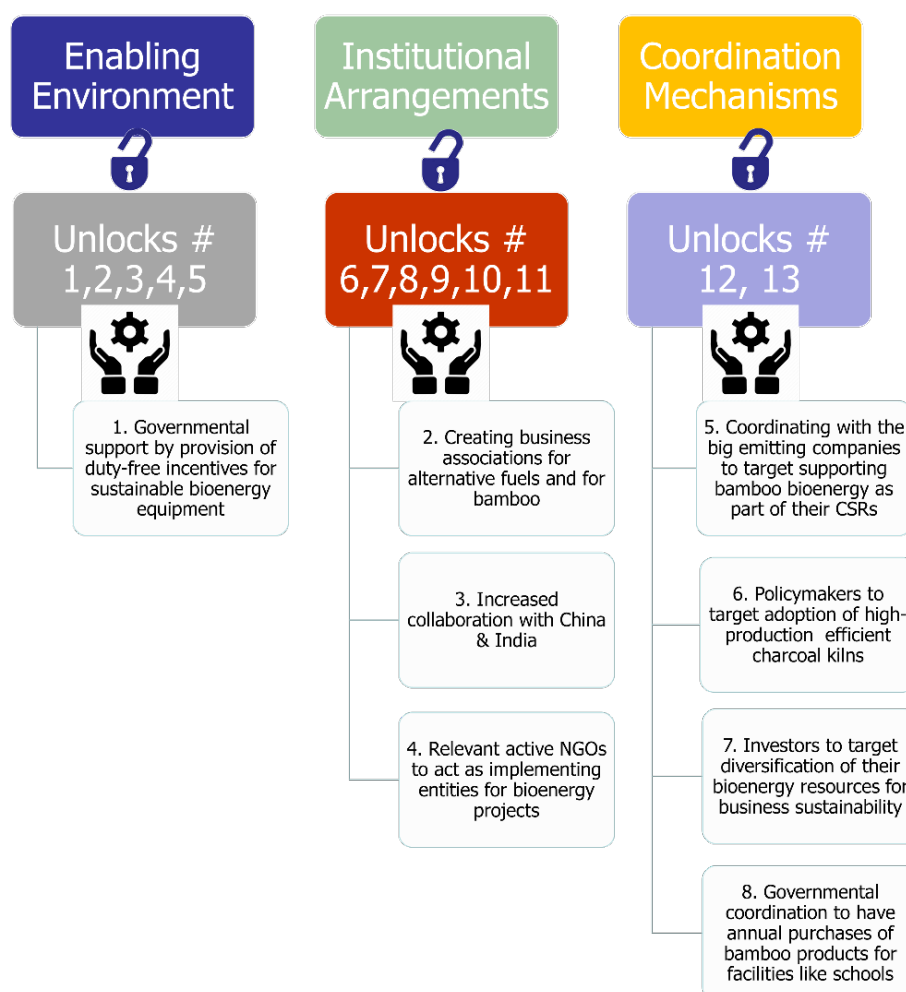 Enabling
Environment
Unlocks #
1,2,3,4,5
1. Governmental
support by provision of
duty-free incentives for
sustainable bioenergy
equipment
Institutional
Arrangements
Unlocks #
6,7,8,9,10,11
2. Creating business
associations for
alternative fuels and for
bamboo
3. Increased
collaboration with China
& India
4. Relevant active NGOs
to act as implementing
entities for bioenergy
projects
Coordination
Mechanisms
Unlocks #
12, 13
5. Coordinating with the
big emitting companies
to target supporting
bamboo bioenergy as
part of their CSRs
6. Policymakers to
target adoption of high-
production efficient
charcoal kilns
7. Investors to target
diversification of their
bioenergy resources for
business sustainability
8. Governmental
coordination to have
annual purchases of
bamboo products for
facilities like schools